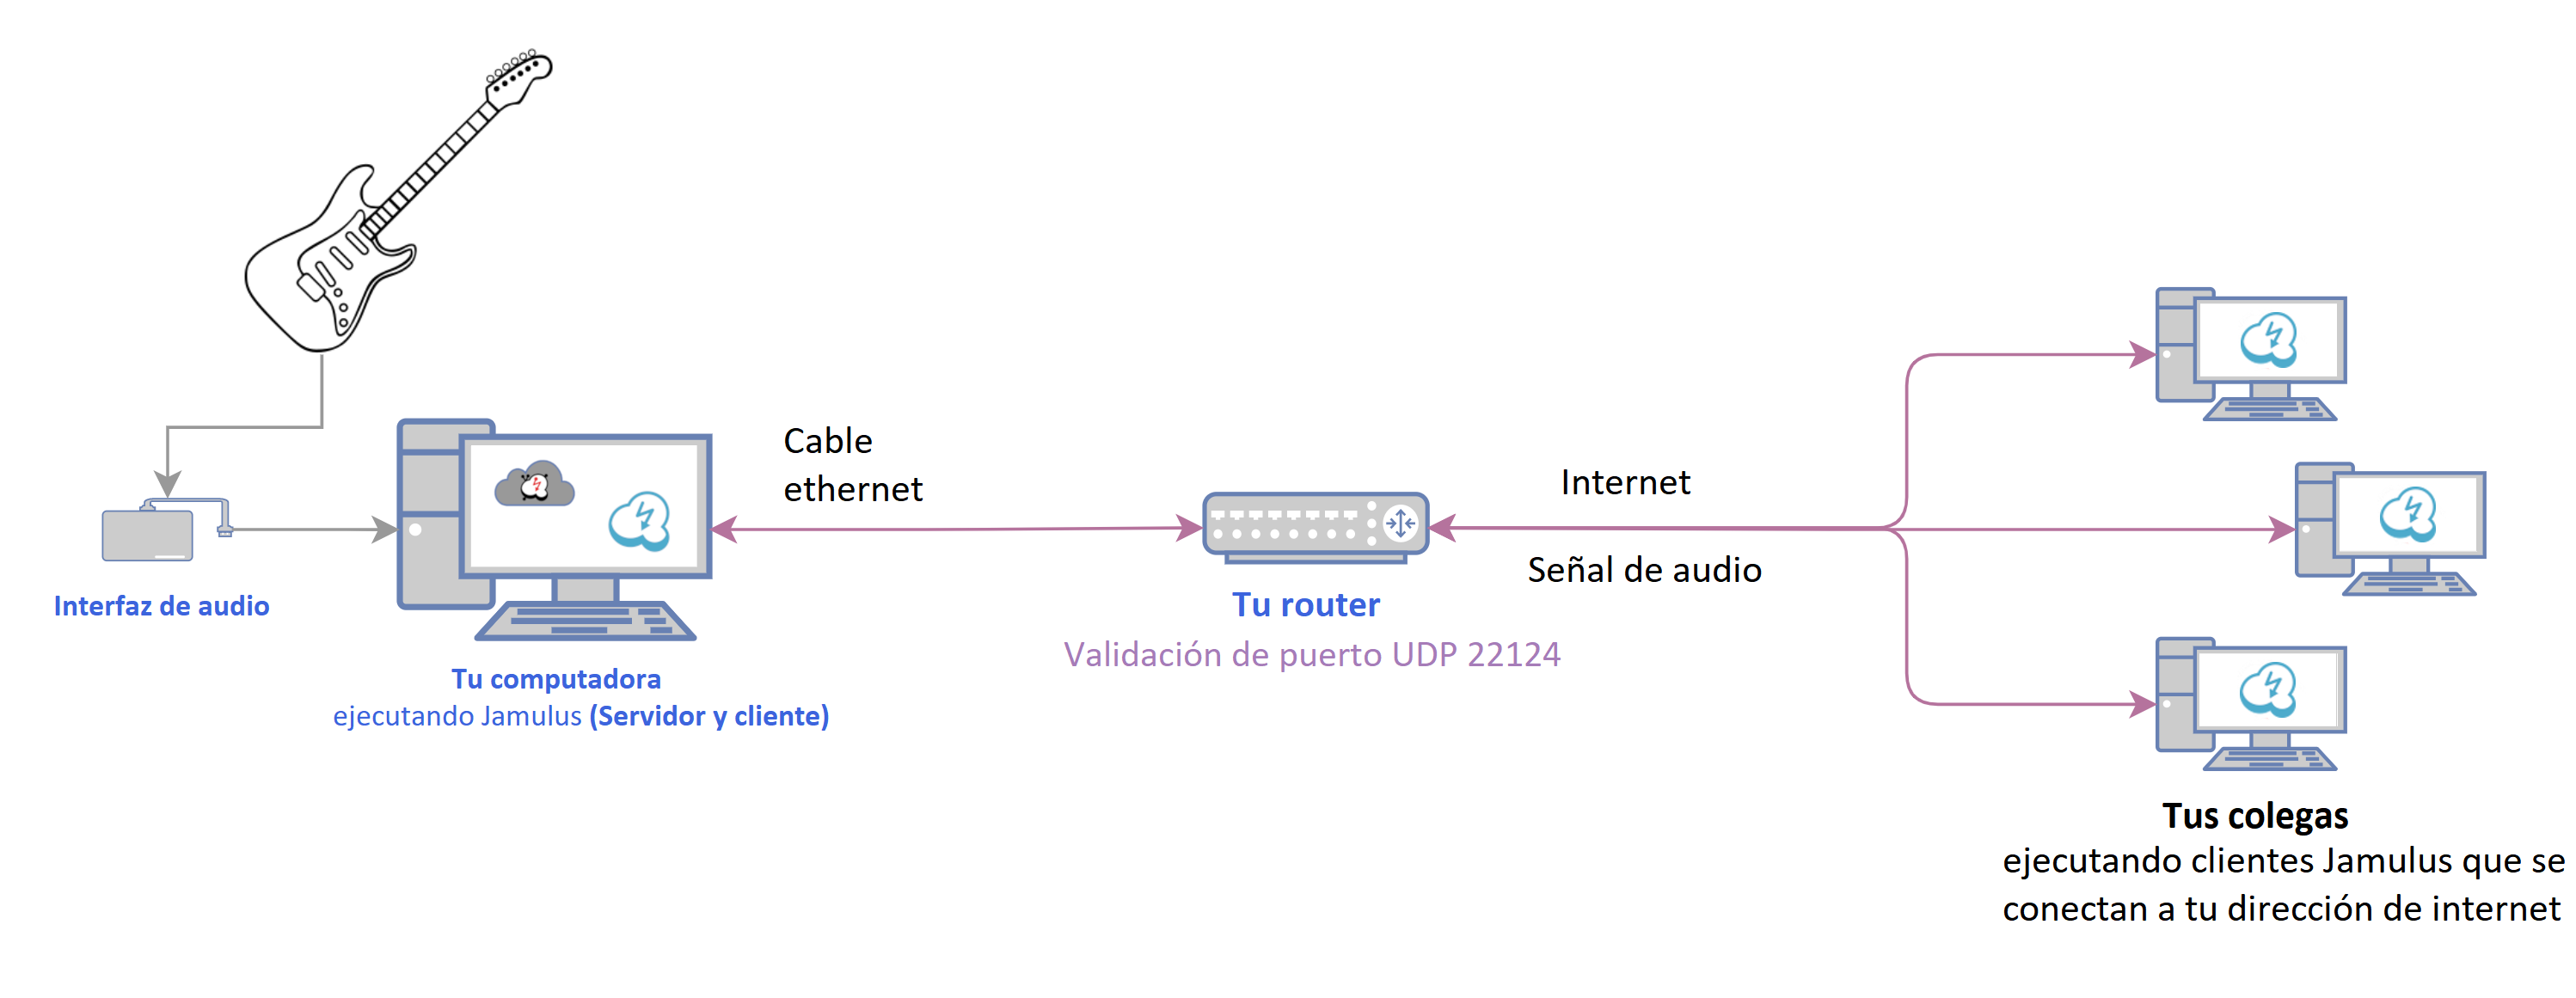 Cable
ethernet
Internet
Señal de audio
Interfaz de audio
Tu router
Validación de puerto UDP 22124
Tu computadora
ejecutando Jamulus (Servidor y cliente)
Tus colegas
ejecutando clientes Jamulus que se
conectan a tu dirección de internet